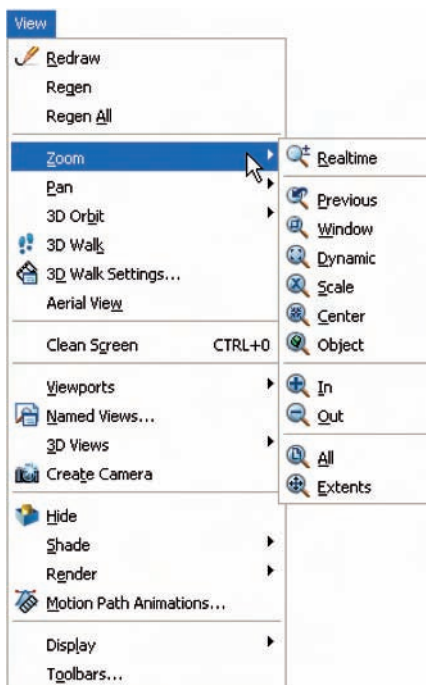 View
Redraw
Regen
Regen All
Zoom
Pan
3D Orbit
3D Walk
3D Walk Settings...
Aerial View
Clean Screen CTRL+0
Viewports
Named Views...
3D Views
Create Camera
Hide
Shade
Render
Motion Path Animations...
Display
Toolbars...
Realtime
Previous
Window
Dynamic
Scale
Center
Object
In
Out
All
Extents